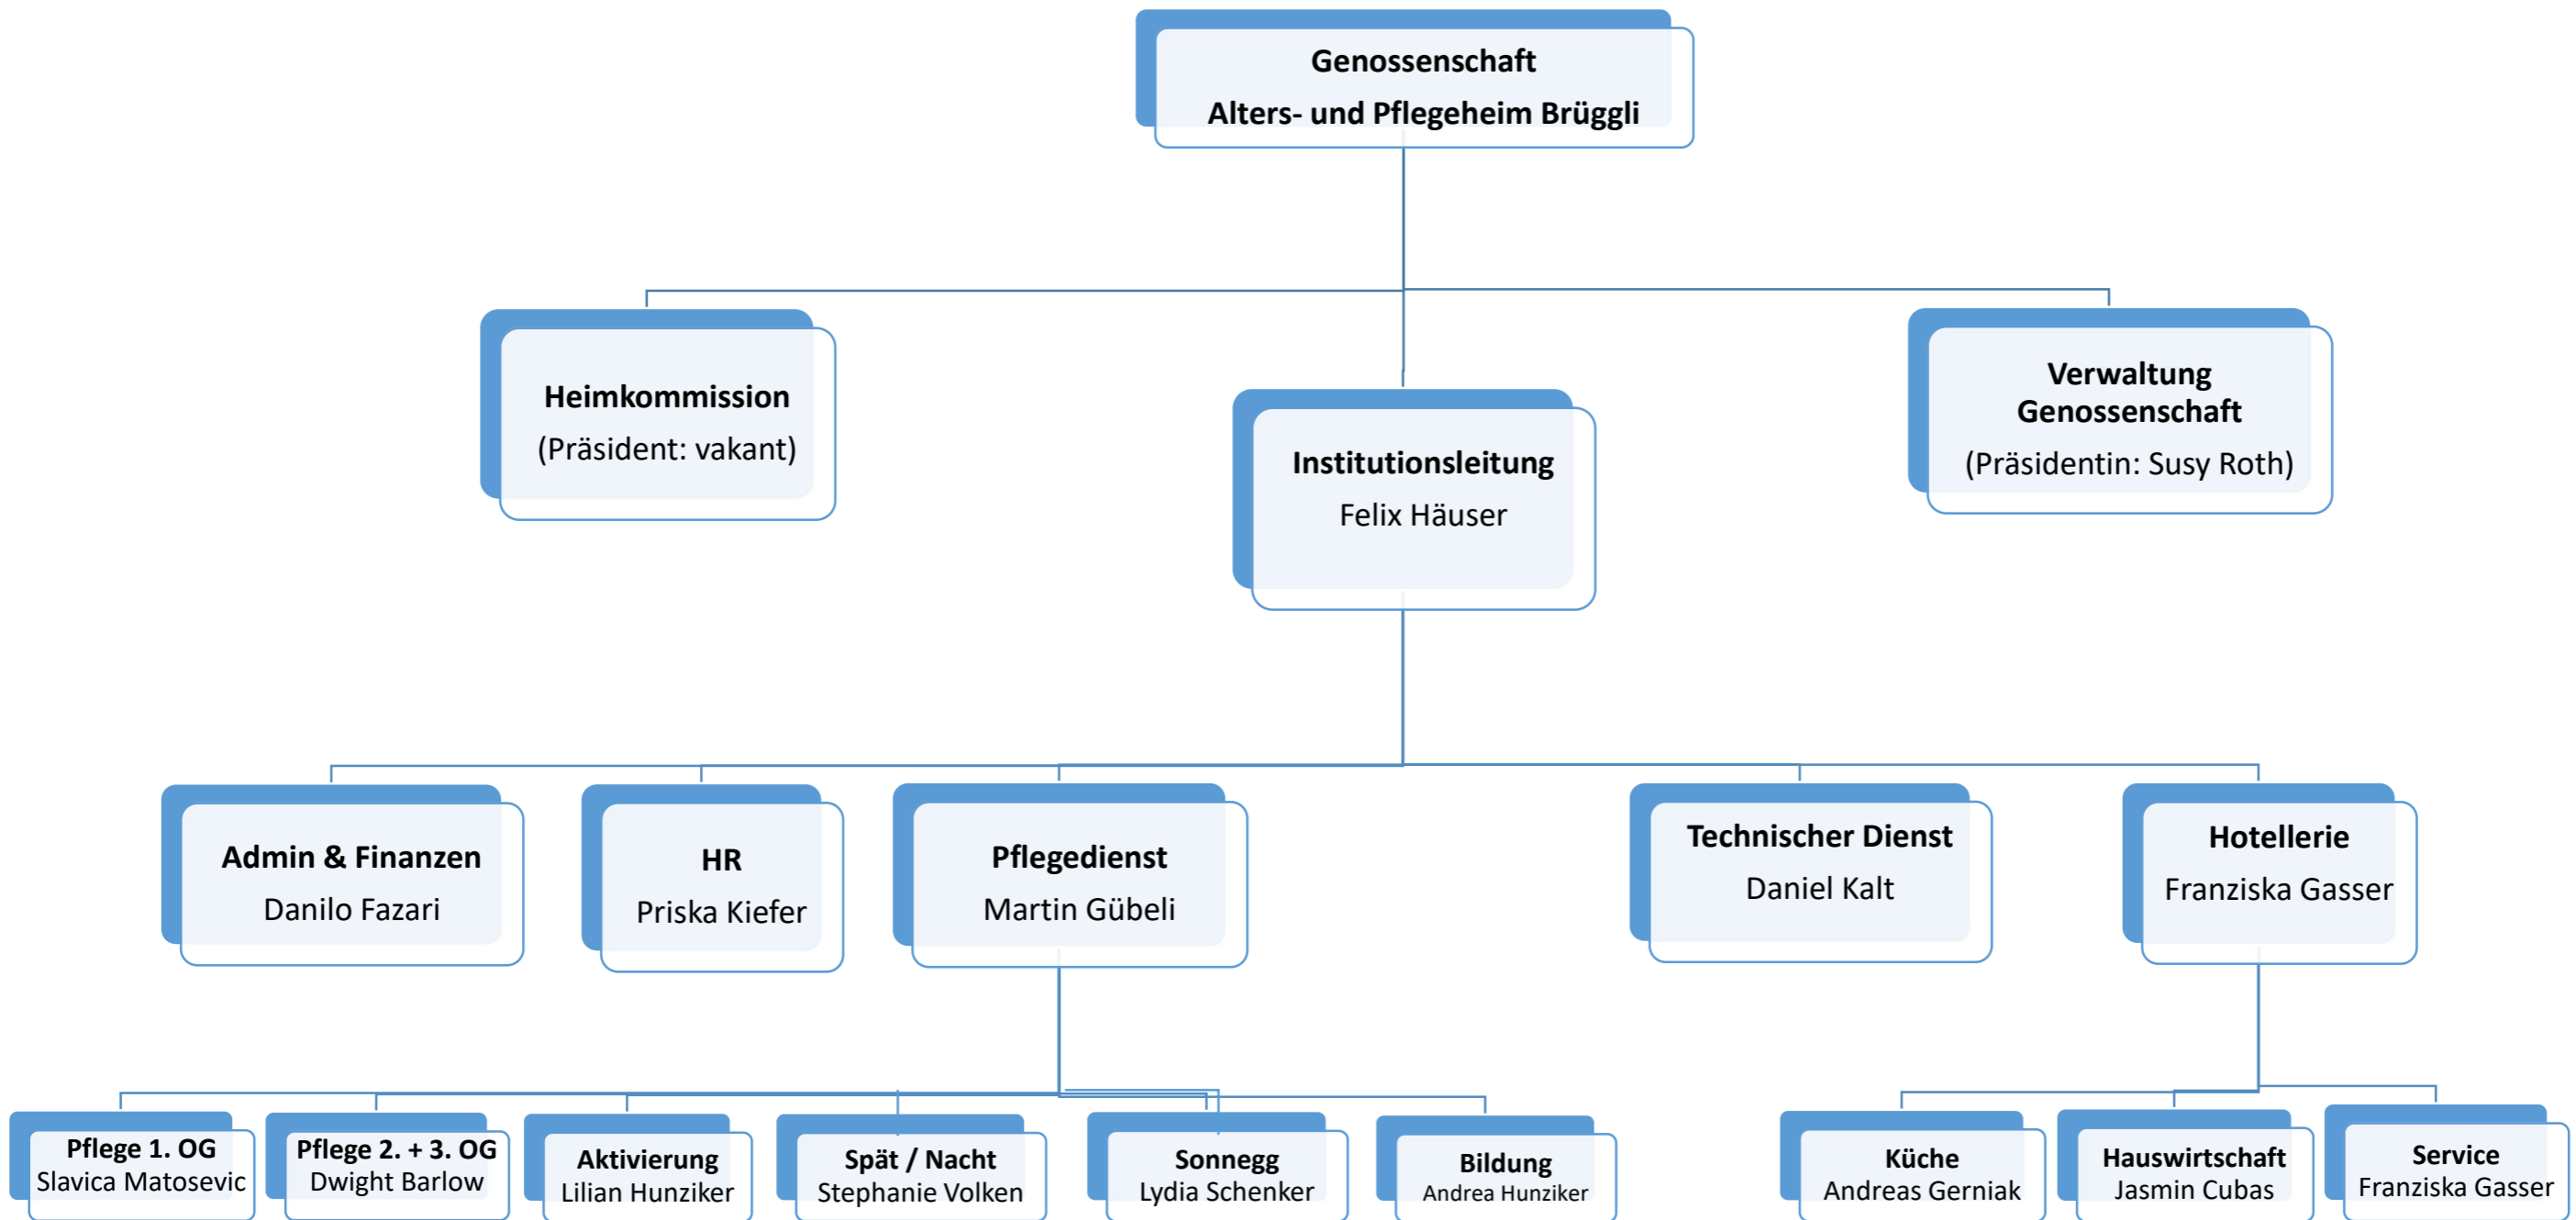 Genossenschaft
Alters- und Pflegeheim Brüggli
Heimkommission
(Präsident: vakant)
Institutionsleitung
Felix Häuser
Verwaltung
Genossenschaft
(Präsidentin: Susy Roth)
Admin & Finanzen
Danilo Fazari
HR
Priska Kiefer
Pflegedienst
Martin Gübeli
Technischer Dienst
Daniel Kalt
Hotellerie
Franziska Gasser
Pflege 1. OG
Slavica Matosevic
Pflege 2. + 3. OG
Dwight Barlow
Aktivierung
Lilian Hunziker
Spät / Nacht
Stephanie Volken
Sonnegg
Lydia Schenker
Bildung
Andrea Hunziker
Küche
Andreas Gerniak
Hauswirtschaft
Jasmin Cubas
Service
Franziska Gasser